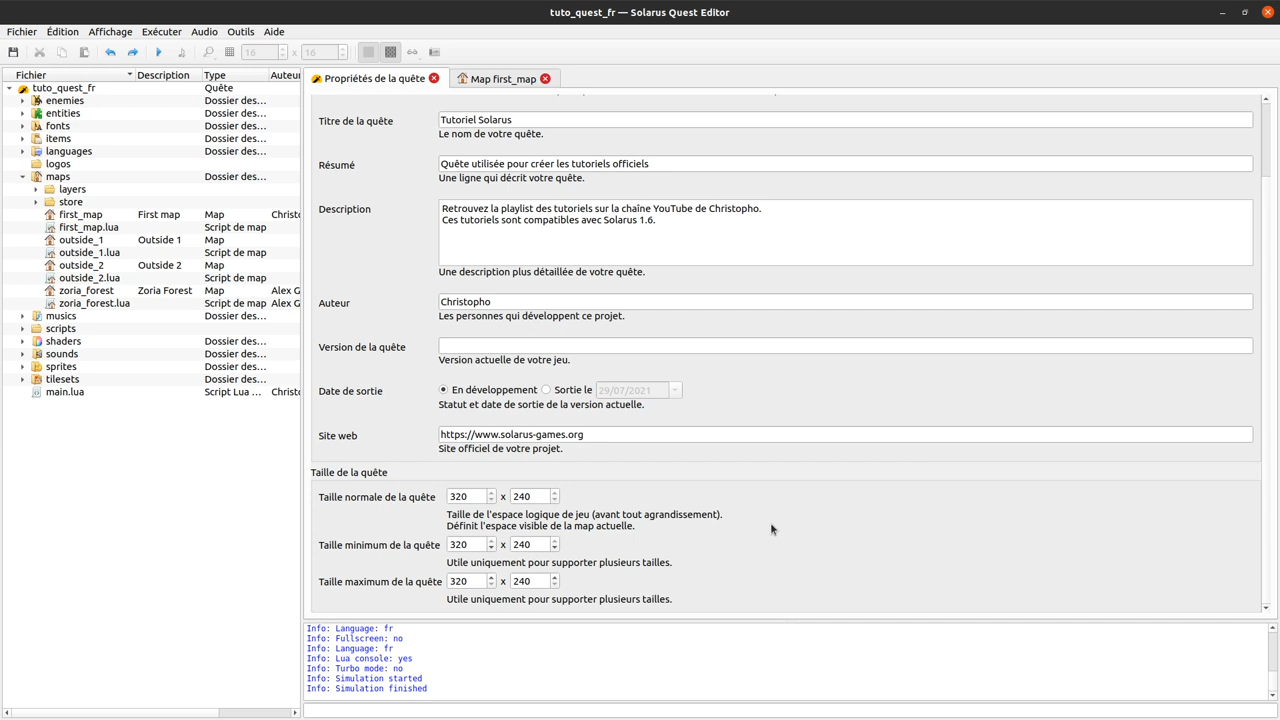 tuto_quest_fr — Solarus Quest Editor
Fichier Édition Affichage Exécuter Audio Outils Aide
16 x 16
Fichier Description Type Auteur
tuto_quest_fr Quête
enemies Dossier des…
entities Dossier des…
fonts Dossier des…
items Dossier des…
languages Dossier des…
logos
maps Dossier des…
layers
store
first_map First map Map Christo
first_map.lua Script de map
outside_1 Outside 1 Map
outside_1.lua Script de map
outside_2 Outside 2 Map
outside_2.lua Script de map
zoria_forest Zoria Forest Map Alex G
zoria_forest.lua Script de map Alex G
musics Dossier des…
scripts
shaders Dossier des…
sounds Dossier des…
sprites Dossier des…
tilesets Dossier des…
main.lua Script Lua … Christo
Propriétés de la quête Map first_map
Titre de la quête Tutoriel Solarus
Le nom de votre quête.
Résumé Quête utilisée pour créer les tutoriels officiels
Une ligne qui décrit votre quête.
Description Retrouvez la playlist des tutoriels sur la chaîne YouTube de Christopho.
Ces tutoriels sont compatibles avec Solarus 1.6.
Une description plus détaillée de votre quête.
Auteur Christopho
Les personnes qui développent ce projet.
Version de la quête
Version actuelle de votre jeu.
Date de sortie En développement Sortie le 29/07/2021
Statut et date de sortie de la version actuelle.
Site web https://www.solarus-games.org
Site officiel de votre projet.
Taille de la quête
Taille normale de la quête 320 x 240
Taille de l'espace logique de jeu (avant tout agrandissement).
Définit l'espace visible de la map actuelle.
Taille minimum de la quête 320 x 240
Utile uniquement pour supporter plusieurs tailles.
Taille maximum de la quête 320 x 240
Utile uniquement pour supporter plusieurs tailles.
Info: Language: fr
Info: Fullscreen: no
Info: Language: fr
Info: Lua console: yes
Info: Turbo mode: no
Info: Simulation started
Info: Simulation finished